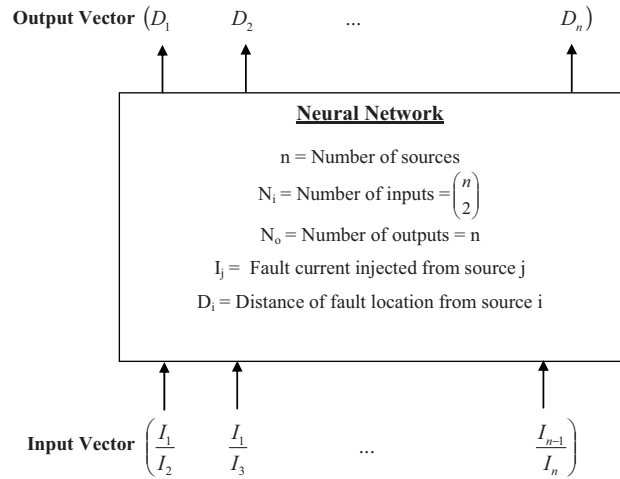 Output Vector (D₁ D₂ ... Dₙ)
Neural Network
n = Number of sources
Nᵢ = Number of inputs = (n 2)
Nₒ = Number of outputs = n
Iⱼ = Fault current injected from source j
Dᵢ = Distance of fault location from source i
Input Vector (I₁/I₂ I₁/I₃ ... Iₙ₋₁/Iₙ)